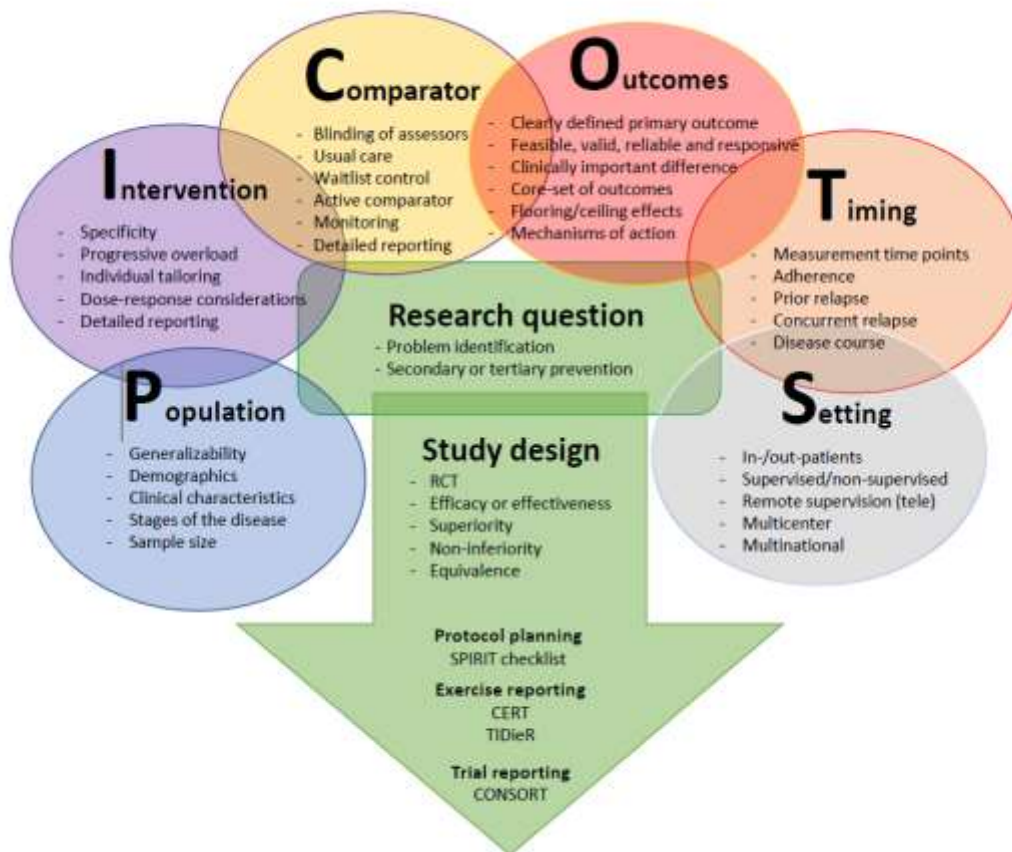 Population
- Generalizability
- Demographics
- Clinical characteristics
- Stages of the disease
- Sample size
Intervention
- Specificity
- Progressive overload
- Individual tailoring
- Dose-response considerations
- Detailed reporting
Comparator
- Blinding of assessors
- Usual care
- Waitlist control
- Active comparator
- Monitoring
- Detailed reporting
Outcomes
- Clearly defined primary outcome
- Feasible, valid, reliable and responsive
- Clinically important difference
- Core-set of outcomes
- Flooring/ceiling effects
- Mechanisms of action
Timing
- Measurement time points
- Adherence
- Prior relapse
- Concurrent relapse
- Disease course
Setting
- In-/out-patients
- Supervised/non-supervised
- Remote supervision (tele)
- Multicenter
- Multinational
Research question
- Problem identification
- Secondary or tertiary prevention
Study design
- RCT
- Efficacy or effectiveness
- Superiority
- Non-inferiority
- Equivalence
Protocol planning
SPIRIT checklist
Exercise reporting
CERT
TIDieR
Trial reporting
CONSORT